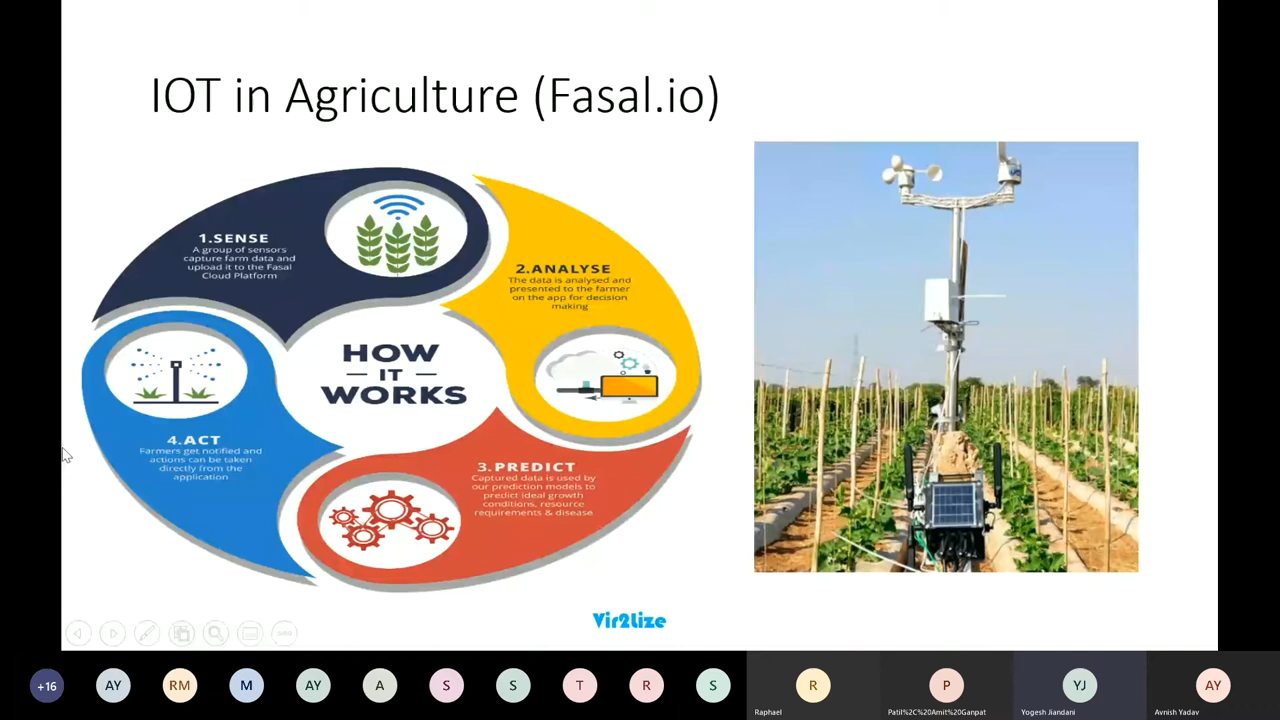 IOT in Agriculture (Fasal.io)
1.SENSE
A group of sensors
capture farm data and
upload it to the Fasal
Cloud Platform
2.ANALYSE
The data is analysed and
presented to the farmer
on the app for decision
making
HOW
IT
WORKS
3.PREDICT
Captured data is used by
our prediction models to
predict ideal growth
conditions, resource
requirements & disease
4.ACT
Farmers get notified and
actions can be taken
directly from the
application
Vir2lize
+16
AY
RM
M
AY
A
S
S
T
R
S
R
P
YJ
AY
Raphael
Patil%2C%20Amit%20Ganpat
Yogesh Jiandani
Avnish Yadav